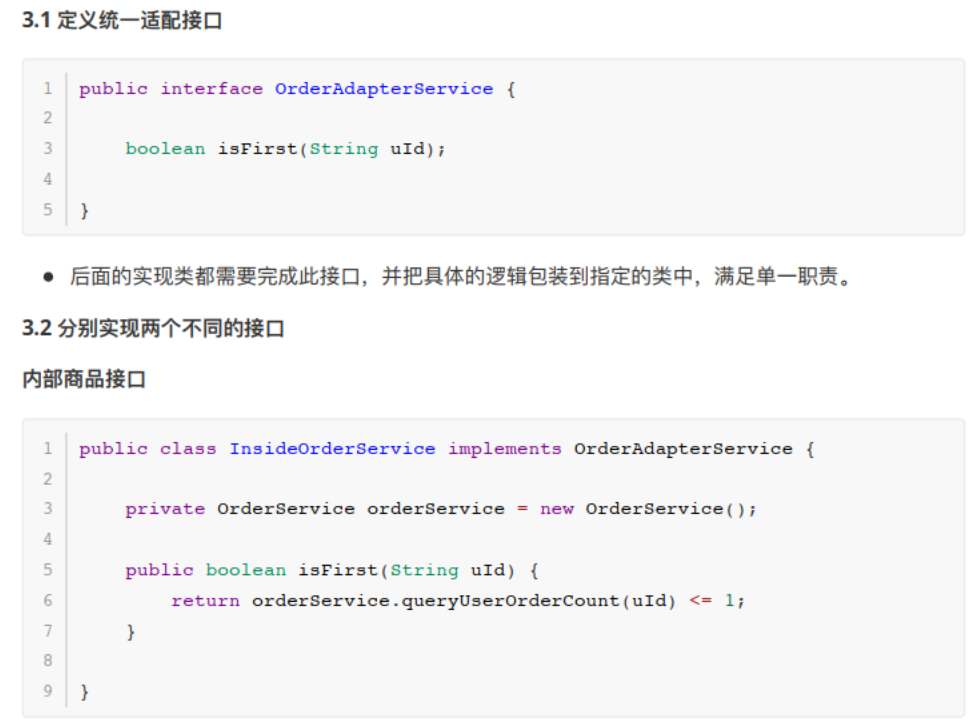 3.1 定义统一适配接口
1 public interface OrderAdapterService {
2
3     boolean isFirst(String uId);
4
5 }
● 后面的实现类都需要完成此接口，并把具体的逻辑包装到指定的类中，满足单一职责。
3.2 分别实现两个不同的接口
内部商品接口
1 public class InsideOrderService implements OrderAdapterService {
2
3     private OrderService orderService = new OrderService();
4
5     public boolean isFirst(String uId) {
6         return orderService.queryUserOrderCount(uId) <= 1;
7     }
8
9 }